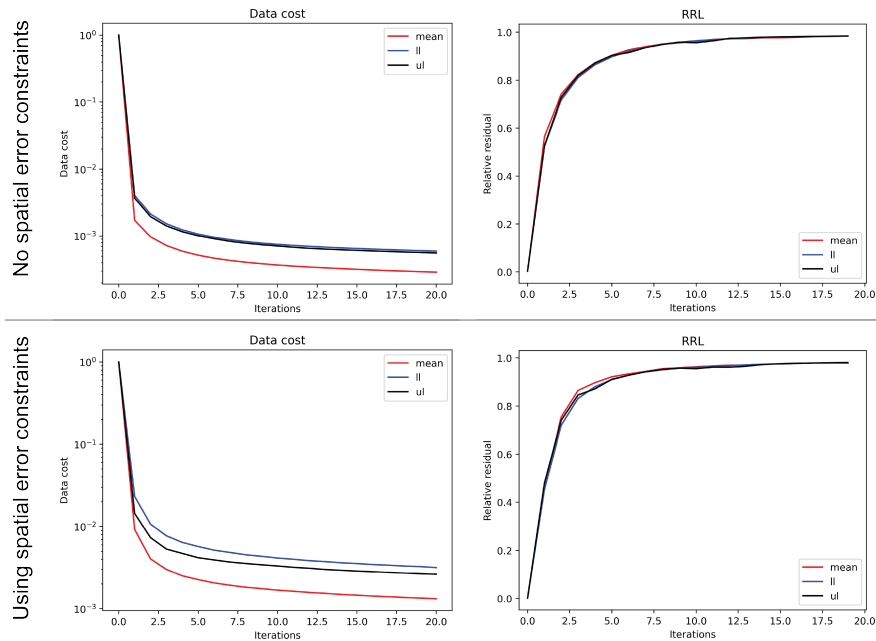 No spatial error constraints
Data cost
Data cost
10⁰
10⁻¹
10⁻²
10⁻³
mean
ll
ul
0.0 2.5 5.0 7.5 10.0 12.5 15.0 17.5 20.0
Iterations
RRL
Relative residual
1.0
0.8
0.6
0.4
0.2
0.0
mean
ll
ul
0.0 2.5 5.0 7.5 10.0 12.5 15.0 17.5 20.0
Iterations
Using spatial error constraints
Data cost
Data cost
10⁰
10⁻¹
10⁻²
10⁻³
mean
ll
ul
0.0 2.5 5.0 7.5 10.0 12.5 15.0 17.5 20.0
Iterations
RRL
Relative residual
1.0
0.8
0.6
0.4
0.2
0.0
mean
ll
ul
0.0 2.5 5.0 7.5 10.0 12.5 15.0 17.5 20.0
Iterations